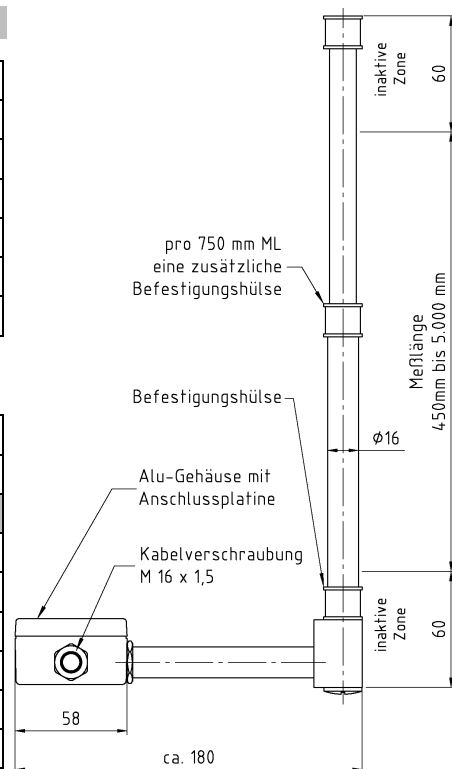 inaktive
Zone
60
pro 750 mm ML
eine zusätzliche
Befestigungshülse
Meßlänge
450mm bis 5.000 mm
Befestigungshülse
Ø16
Alu-Gehäuse mit
Anschlussplatine
Kabelverschraubung
M 16 x 1,5
inaktive
Zone
60
58
ca. 180